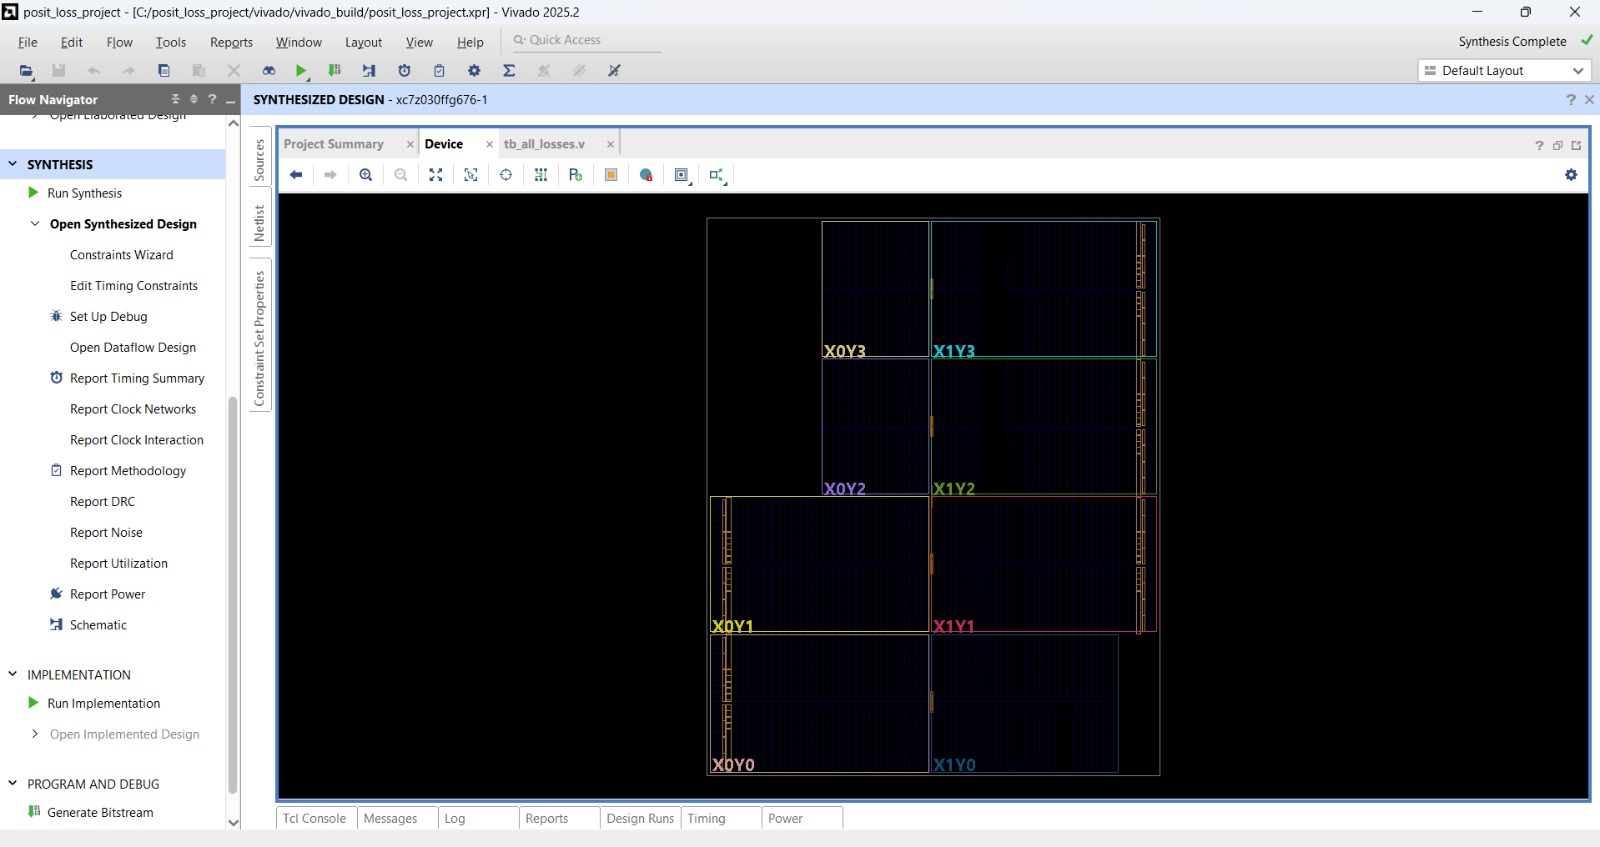 posit_loss_project - [C:/posit_loss_project/vivado/vivado_build/posit_loss_project.xpr] - Vivado 2025.2
File Edit Flow Tools Reports Window Layout View Help Quick Access
Synthesis Complete
Default Layout
Flow Navigator
SYNTHESIZED DESIGN - xc7z030ffg676-1
Open Elaborated Design
SYNTHESIS
Run Synthesis
Open Synthesized Design
Constraints Wizard
Edit Timing Constraints
Set Up Debug
Open Dataflow Design
Report Timing Summary
Report Clock Networks
Report Clock Interaction
Report Methodology
Report DRC
Report Noise
Report Utilization
Report Power
Schematic
IMPLEMENTATION
Run Implementation
Open Implemented Design
PROGRAM AND DEBUG
Generate Bitstream
Sources
Netlist
Constraint Set Properties
Project Summary Device tb_all_losses.v
X0Y3 X1Y3
X0Y2 X1Y2
X0Y1 X1Y1
X0Y0 X1Y0
Tcl Console Messages Log Reports Design Runs Timing Power